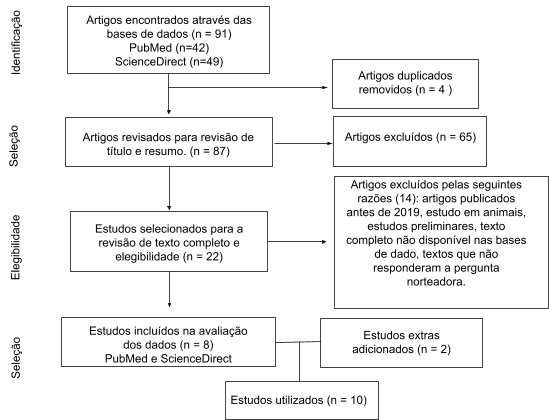 Identificação
Artigos encontrados através das
bases de dados (n = 91)
PubMed (n=42)
ScienceDirect (n=49)
Artigos duplicados
removidos (n = 4 )
Seleção
Artigos revisados para revisão de
título e resumo. (n = 87)
Artigos excluídos (n = 65)
Elegibilidade
Estudos selecionados para a
revisão de texto completo e
elegibilidade (n = 22)
Artigos excluídos pelas seguintes
razões (14): artigos publicados
antes de 2019, estudo em animais,
estudos preliminares, texto
completo não disponível nas bases
de dado, textos que não
responderam a pergunta
norteadora.
Seleção
Estudos incluídos na avaliação
dos dados (n = 8)
PubMed e ScienceDirect
Estudos extras
adicionados (n = 2)
Estudos utilizados (n = 10)